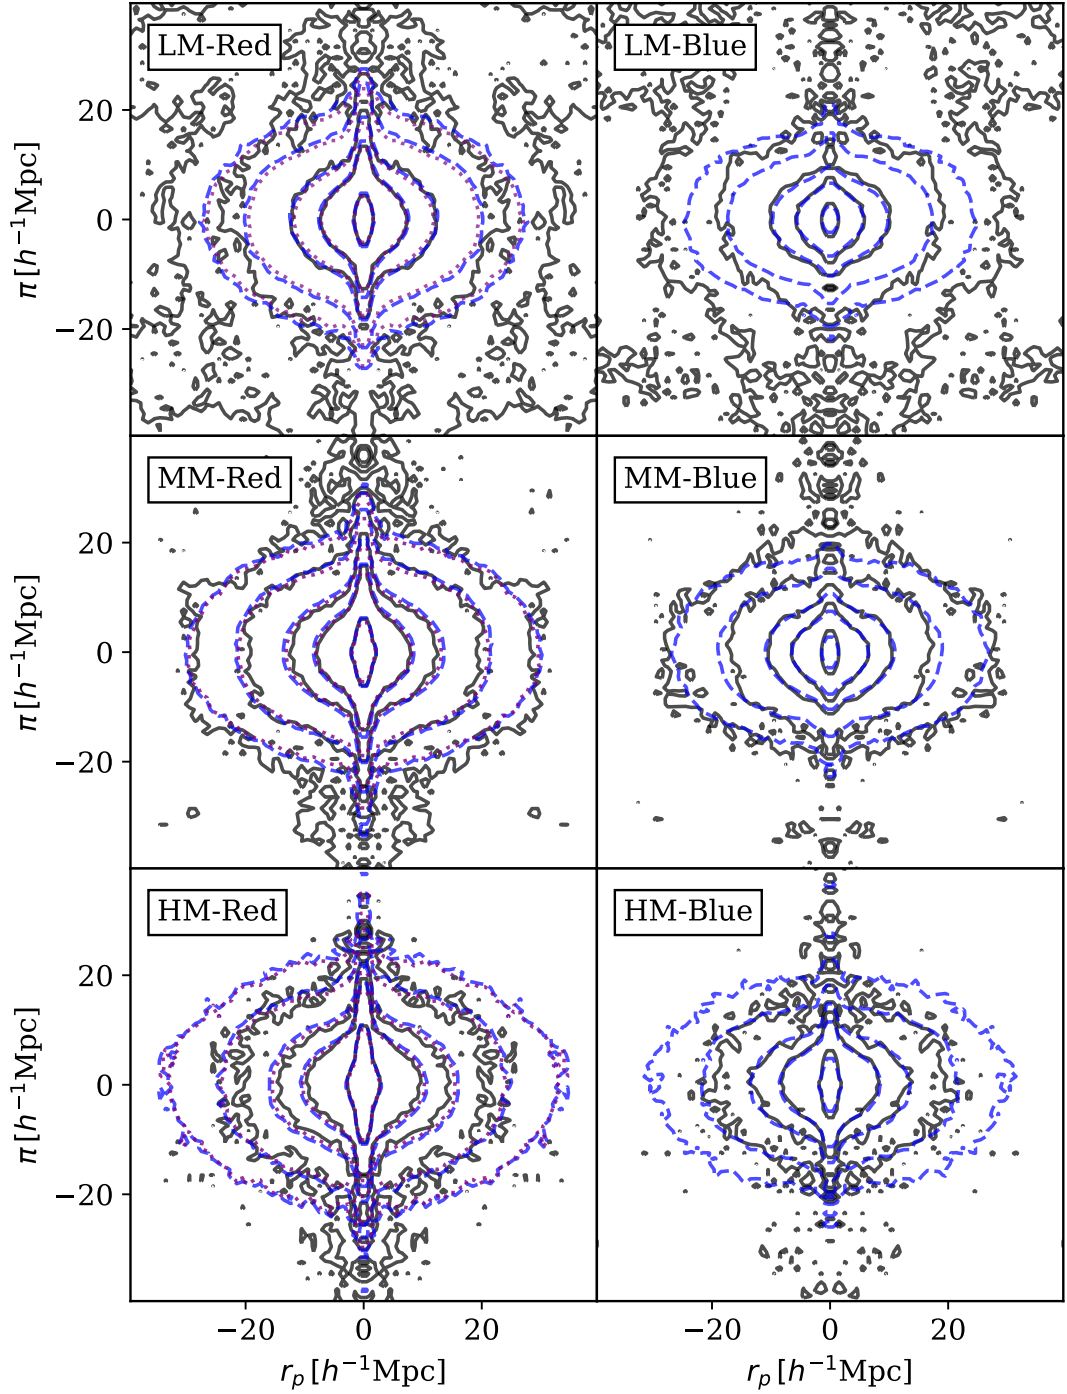 LM-Red
LM-Blue
20
0
−20
π [h⁻¹Mpc]
MM-Red
MM-Blue
20
0
−20
π [h⁻¹Mpc]
HM-Red
HM-Blue
20
0
−20
π [h⁻¹Mpc]
−20 0 20
−20 0 20
r_p [h⁻¹Mpc]
r_p [h⁻¹Mpc]